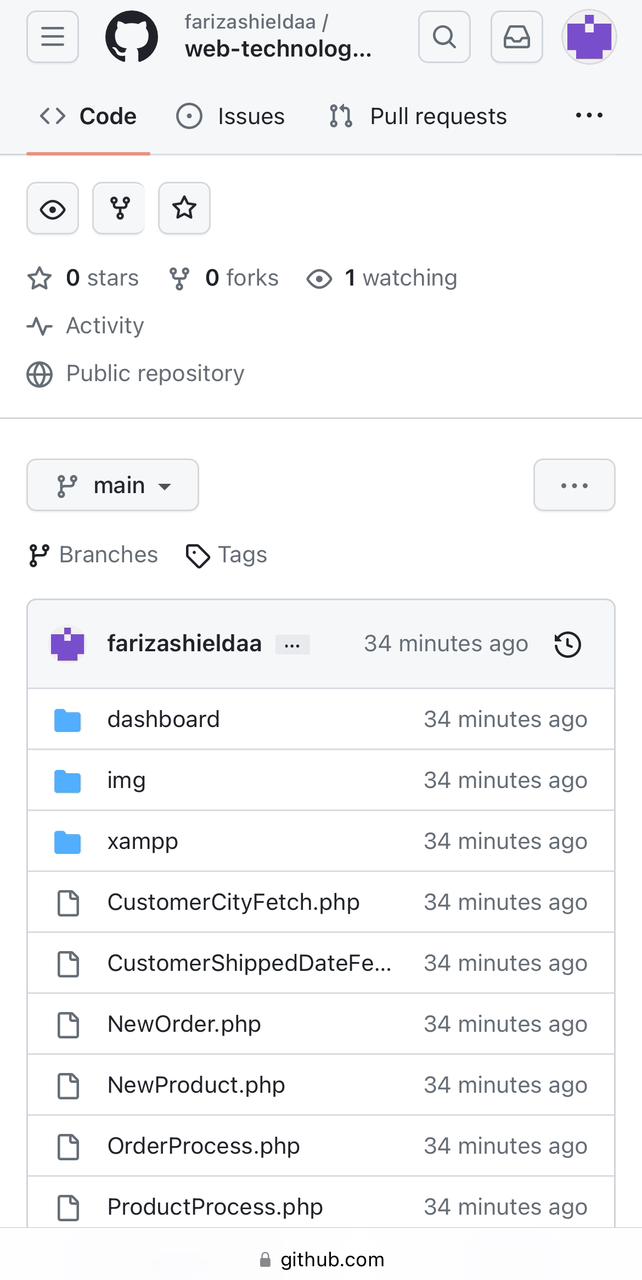 farizashieldaa /
web-technolog...
Code Issues Pull requests
0 stars 0 forks 1 watching
Activity
Public repository
main
Branches Tags
farizashieldaa 34 minutes ago
dashboard 34 minutes ago
img 34 minutes ago
xampp 34 minutes ago
CustomerCityFetch.php 34 minutes ago
CustomerShippedDateFe... 34 minutes ago
NewOrder.php 34 minutes ago
NewProduct.php 34 minutes ago
OrderProcess.php 34 minutes ago
ProductProcess.php 34 minutes ago
github.com